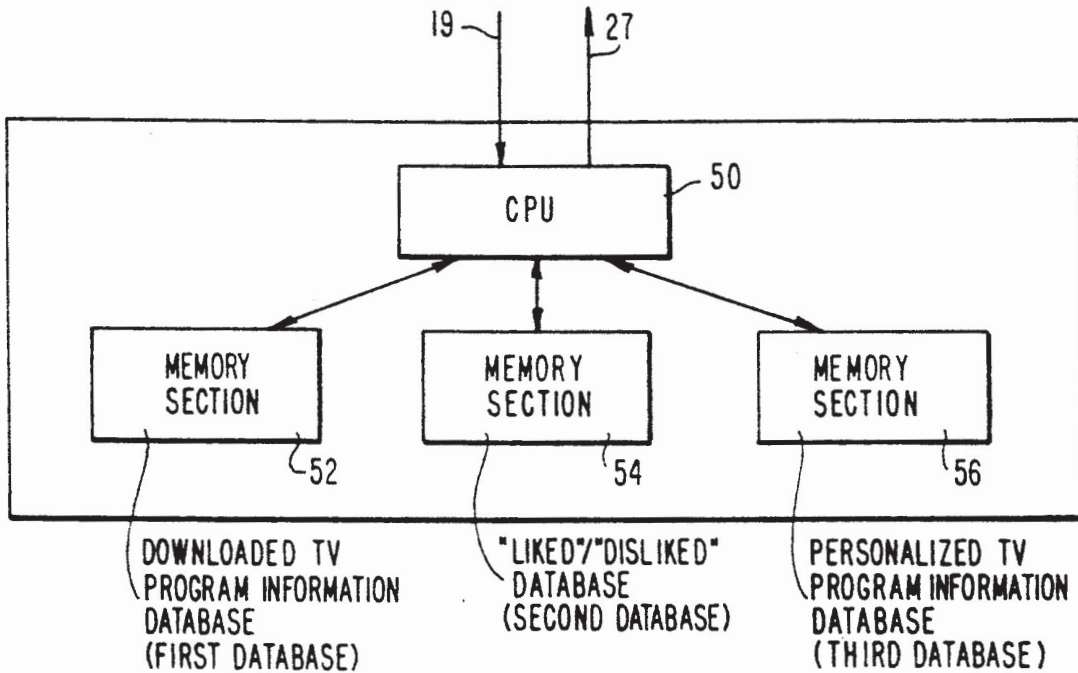 19
27
CPU
50
MEMORY
SECTION
52
MEMORY
SECTION
54
MEMORY
SECTION
56
DOWNLOADED TV
PROGRAM INFORMATION
DATABASE
(FIRST DATABASE)
"LIKED"/"DISLIKED"
DATABASE
(SECOND DATABASE)
PERSONALIZED TV
PROGRAM INFORMATION
DATABASE
(THIRD DATABASE)